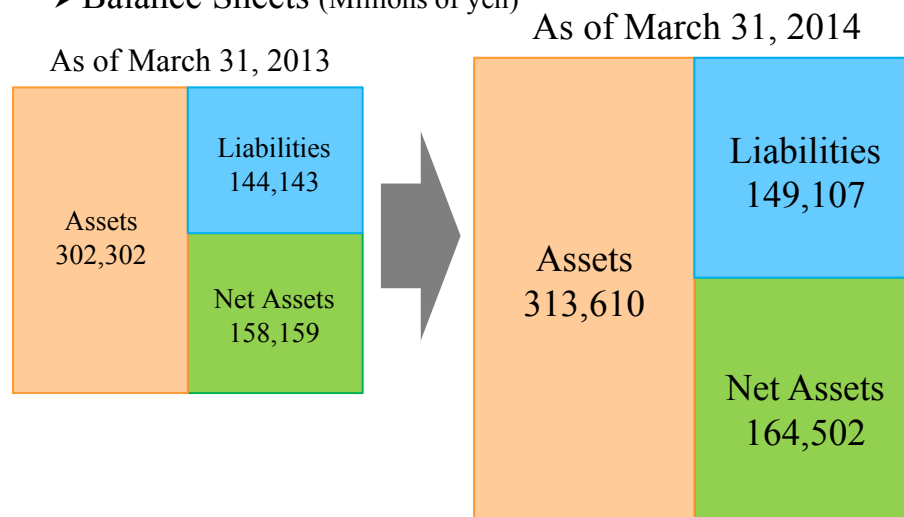 ➤Balance Sheets (Millions of yen)
As of March 31, 2013
Assets
302,302
Liabilities
144,143
Net Assets
158,159
As of March 31, 2014
Assets
313,610
Liabilities
149,107
Net Assets
164,502